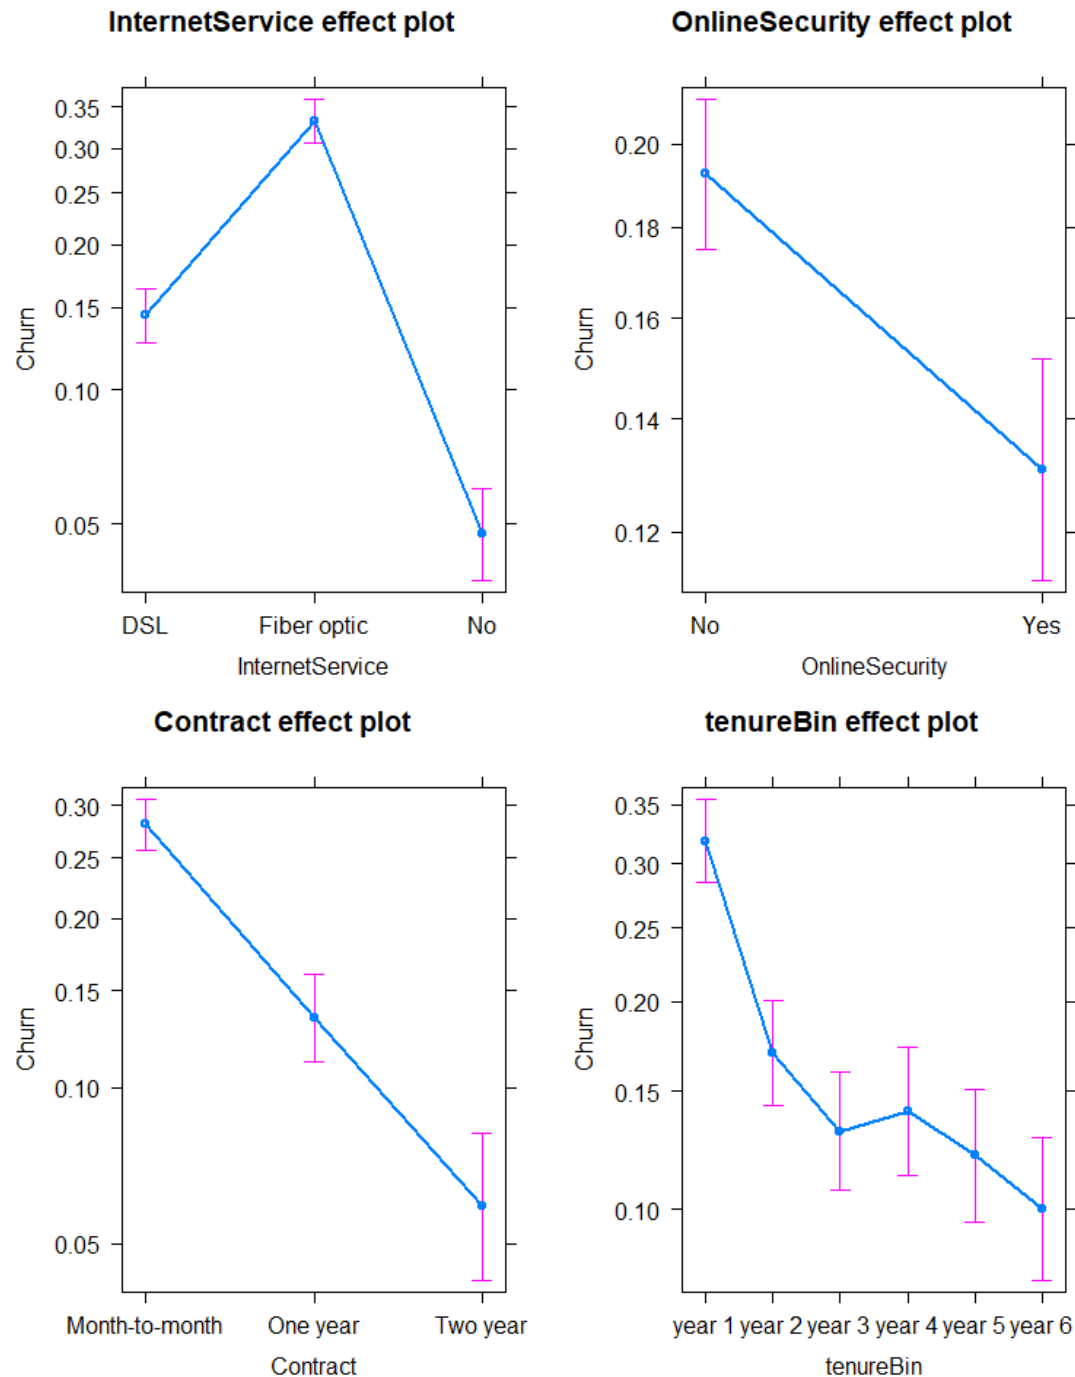 InternetService effect plot
0.35
0.30
0.25
0.20
0.15
0.10
0.05
Churn
DSL Fiber optic No
InternetService
OnlineSecurity effect plot
0.20
0.18
0.16
0.14
0.12
Churn
No Yes
OnlineSecurity
Contract effect plot
0.30
0.25
0.20
0.15
0.10
0.05
Churn
Month-to-month One year Two year
Contract
tenureBin effect plot
0.35
0.30
0.25
0.20
0.15
0.10
Churn
year 1 year 2 year 3 year 4 year 5 year 6
tenureBin